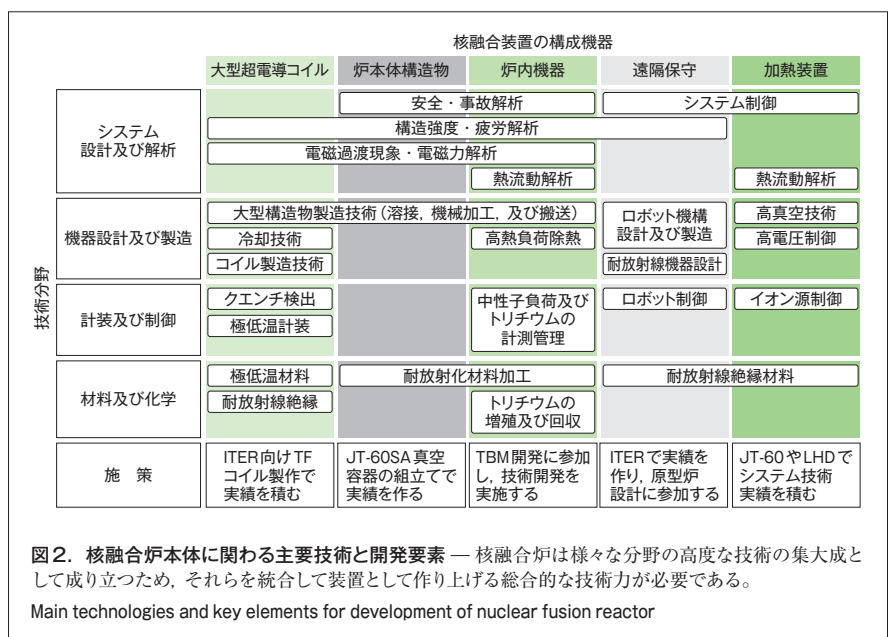 核融合装置の構成機器
大型超電導コイル
炉本体構造物
炉内機器
遠隔保守
加熱装置
技術分野
システム
設計及び解析
安全・事故解析
システム制御
構造強度・疲労解析
電磁過渡現象・電磁力解析
熱流動解析
熱流動解析
機器設計及び製造
大型構造物製造技術(溶接,機械加工,及び搬送)
冷却技術
コイル製造技術
高熱負荷除熱
ロボット機構
設計及び製造
耐放射線機器設計
高真空技術
高電圧制御
計装及び制御
クエンチ検出
極低温計装
中性子負荷及び
トリチウムの
計測管理
ロボット制御
イオン源制御
材料及び化学
極低温材料
耐放射線絶縁
耐放射化材料加工
トリチウムの
増殖及び回収
耐放射線絶縁材料
施 策
ITER向けTF
コイル製作で
実績を積む
JT-60SA真空
容器の組立てで
実績を作る
TBM開発に参加
し,技術開発を
実施する
ITERで実績を
作り,原型炉
設計に参加する
JT-60やLHDで
システム技術
実績を積む
図2.核融合炉本体に関わる主要技術と開発要素 — 核融合炉は様々な分野の高度な技術の集大成と
して成り立つため,それらを統合して装置として作り上げる総合的な技術力が必要である。
Main technologies and key elements for development of nuclear fusion reactor